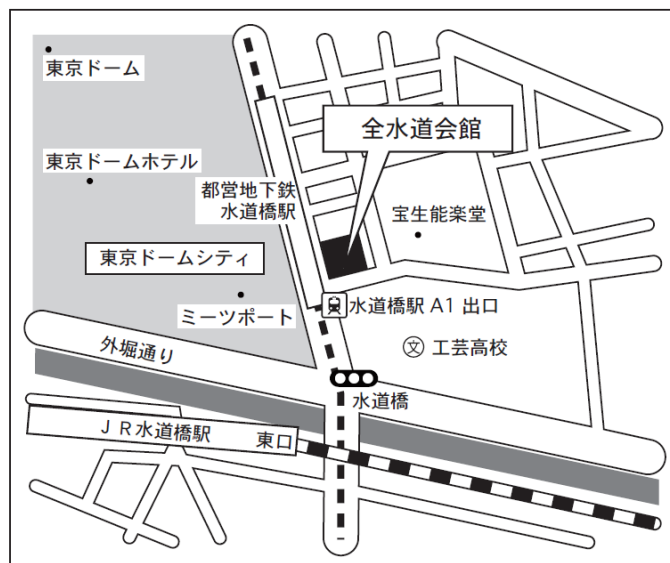 東京ドーム
全水道会館
東京ドームホテル
都営地下鉄
水道橋駅
宝生能楽堂
東京ドームシティ
ミーツポート
水道橋駅 A1 出口
外堀通り
文 工芸高校
水道橋
JR水道橋駅 東口